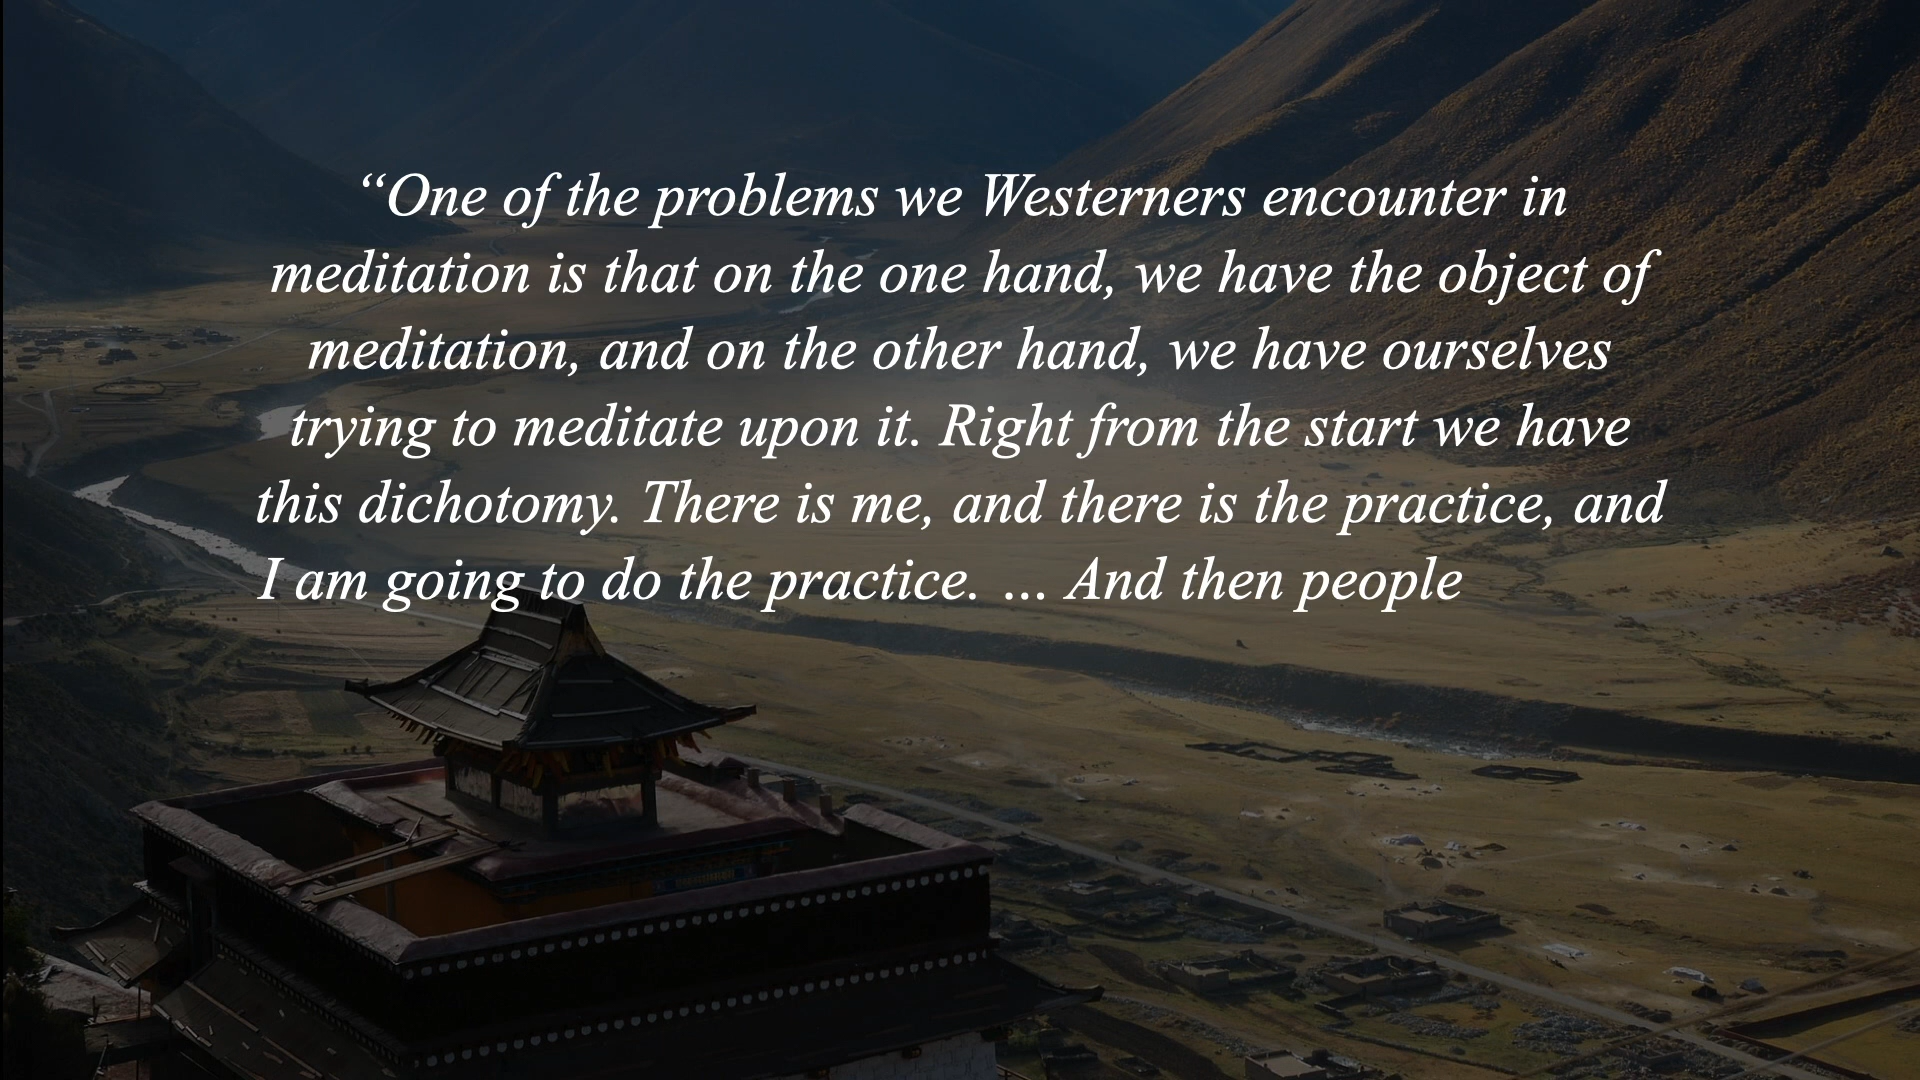 “One of the problems we Westerners encounter in
meditation is that on the one hand, we have the object of
meditation, and on the other hand, we have ourselves
trying to meditate upon it. Right from the start we have
this dichotomy. There is me, and there is the practice, and
I am going to do the practice. ... And then people